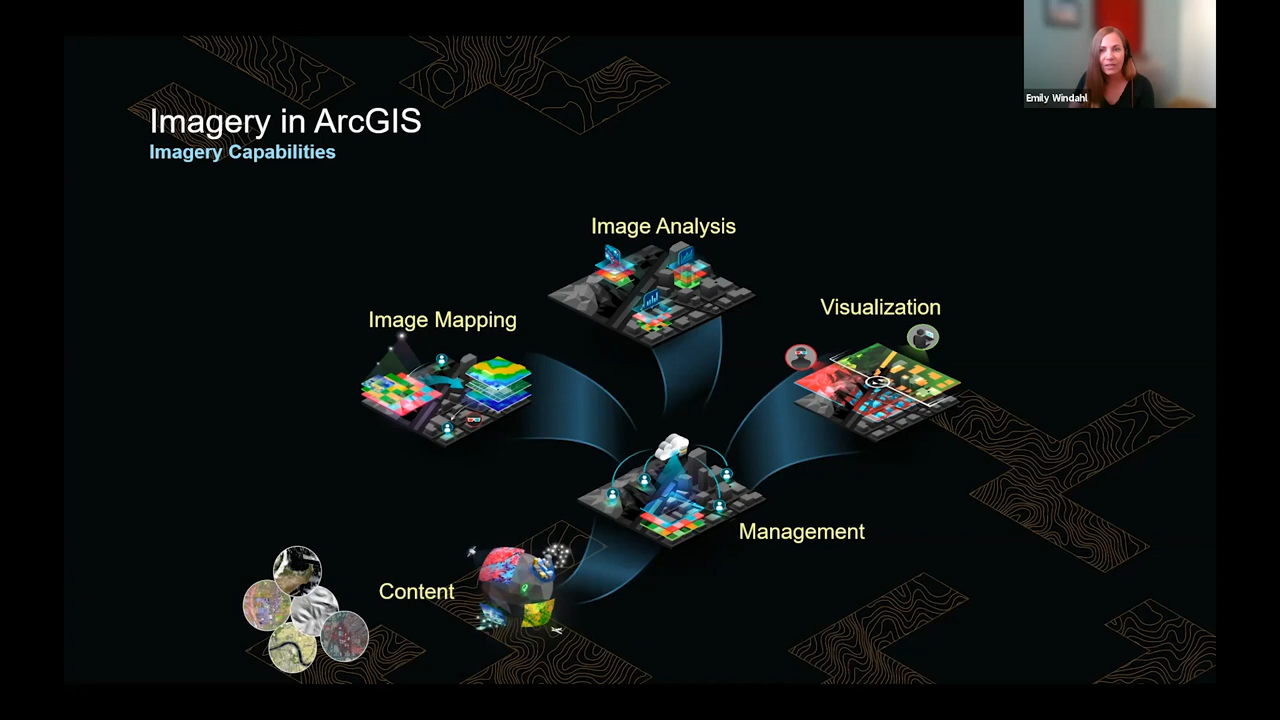 Emily Windahl
Imagery in ArcGIS
Imagery Capabilities
Image Analysis
Visualization
Image Mapping
Management
Content